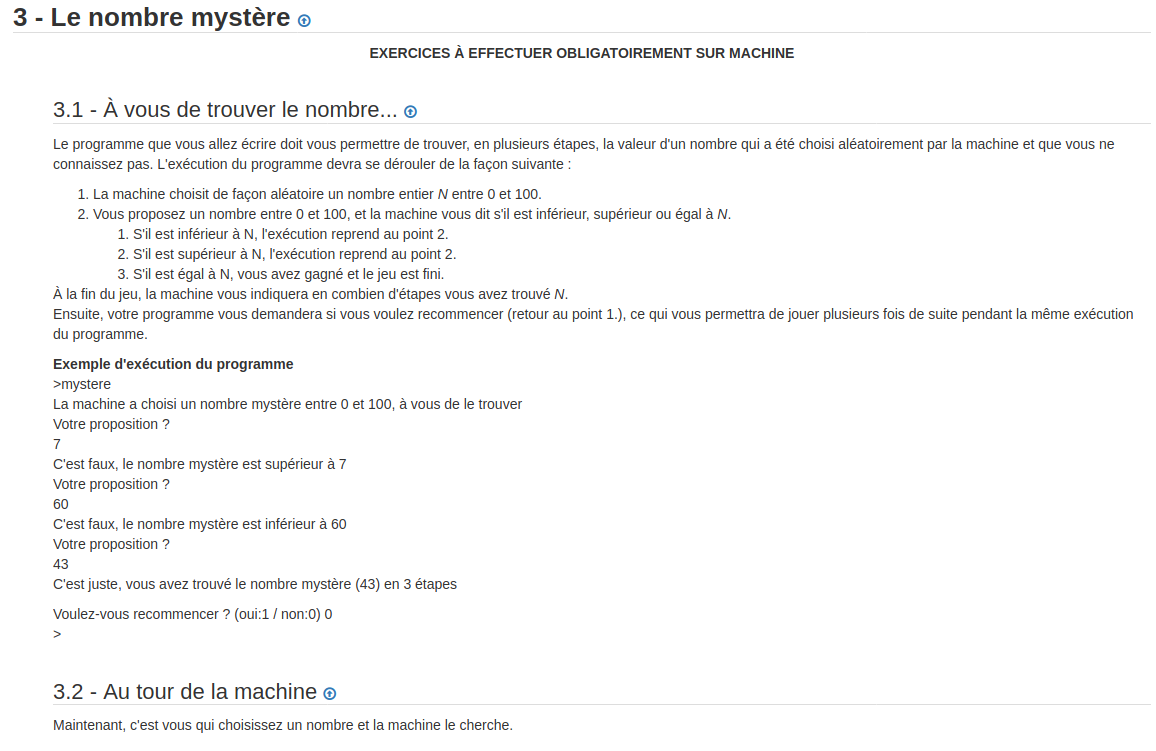 3 - Le nombre mystère
EXERCICES À EFFECTUER OBLIGATOIREMENT SUR MACHINE
3.1 - À vous de trouver le nombre...
Le programme que vous allez écrire doit vous permettre de trouver, en plusieurs étapes, la valeur d'un nombre qui a été choisi aléatoirement par la machine et que vous ne
connaissez pas. L'exécution du programme devra se dérouler de la façon suivante :
1. La machine choisit de façon aléatoire un nombre entier N entre 0 et 100.
2. Vous proposez un nombre entre 0 et 100, et la machine vous dit s'il est inférieur, supérieur ou égal à N.
1. S'il est inférieur à N, l'exécution reprend au point 2.
2. S'il est supérieur à N, l'exécution reprend au point 2.
3. S'il est égal à N, vous avez gagné et le jeu est fini.
À la fin du jeu, la machine vous indiquera en combien d'étapes vous avez trouvé N.
Ensuite, votre programme vous demandera si vous voulez recommencer (retour au point 1.), ce qui vous permettra de jouer plusieurs fois de suite pendant la même exécution
du programme.
Exemple d'exécution du programme
>mystere
La machine a choisi un nombre mystère entre 0 et 100, à vous de le trouver
Votre proposition ?
7
C'est faux, le nombre mystère est supérieur à 7
Votre proposition ?
60
C'est faux, le nombre mystère est inférieur à 60
Votre proposition ?
43
C'est juste, vous avez trouvé le nombre mystère (43) en 3 étapes
Voulez-vous recommencer ? (oui:1 / non:0) 0
>
3.2 - Au tour de la machine
Maintenant, c'est vous qui choisissez un nombre et la machine le cherche.